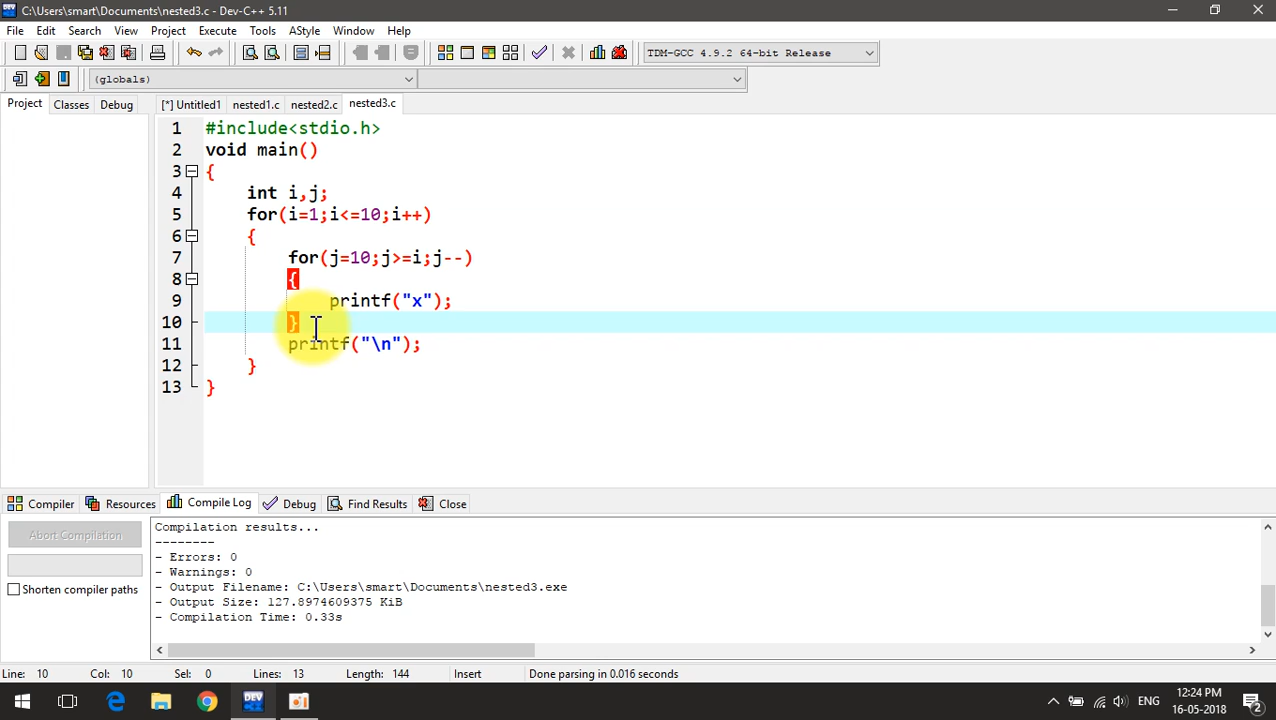 C:\Users\smart\Documents\nested3.c - Dev-C++ 5.11
File Edit Search View Project Execute Tools AStyle Window Help
TDM-GCC 4.9.2 64-bit Release
(globals)
Project Classes Debug [*] Untitled1 nested1.c nested2.c nested3.c
1 #include<stdio.h>
2 void main()
3 {
4 int i,j;
5 for(i=1;i<=10;i++)
6 {
7 for(j=10;j>=i;j--)
8 {
9 printf("x");
10 }
11 printf("\n");
12 }
13 }
Compiler Resources Compile Log Debug Find Results Close
Abort Compilation
Shorten compiler paths
Compilation results...
--------
- Errors: 0
- Warnings: 0
- Output Filename: C:\Users\smart\Documents\nested3.exe
- Output Size: 127.8974609375 KiB
- Compilation Time: 0.33s
Line: 10 Col: 10 Sel: 0 Lines: 13 Length: 144 Insert Done parsing in 0.016 seconds
DEV
ENG
12:24 PM
16-05-2018
2